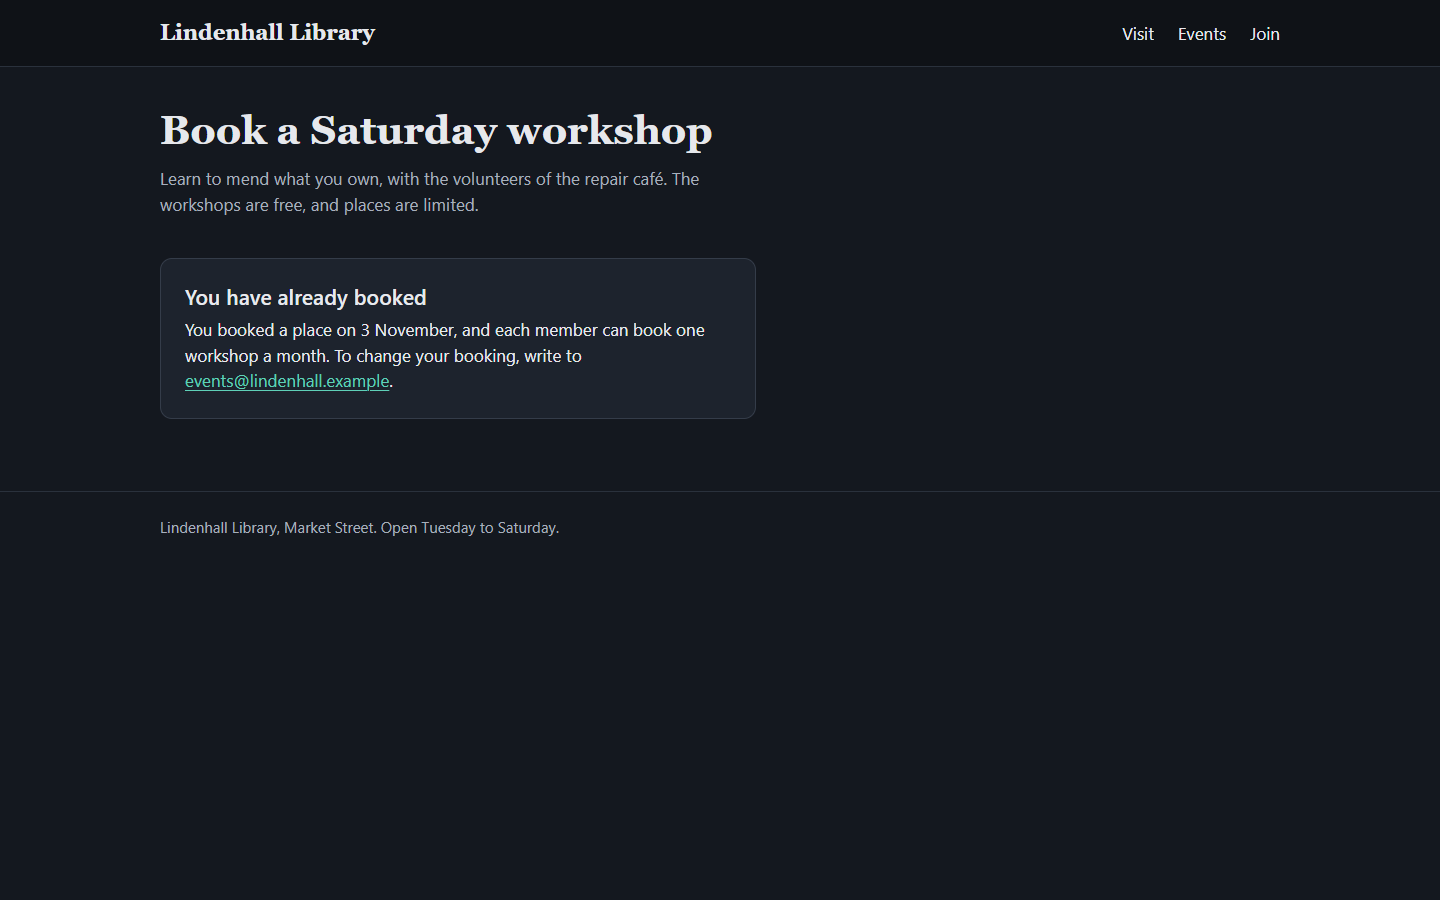 Lindenhall Library
Visit Events Join
Book a Saturday workshop
Learn to mend what you own, with the volunteers of the repair café. The
workshops are free, and places are limited.
You have already booked
You booked a place on 3 November, and each member can book one
workshop a month. To change your booking, write to
events@lindenhall.example.
Lindenhall Library, Market Street. Open Tuesday to Saturday.